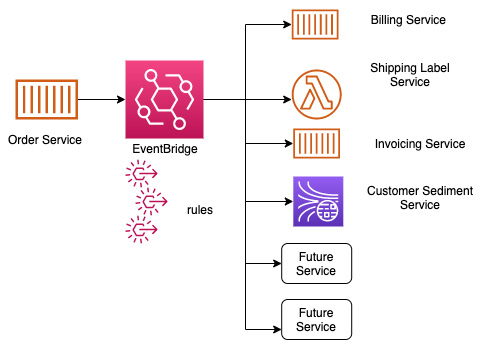 Billing Service
Shipping Label
Service
Order Service
EventBridge
Invoicing Service
rules
Customer Sediment
Service
Future
Service
Future
Service